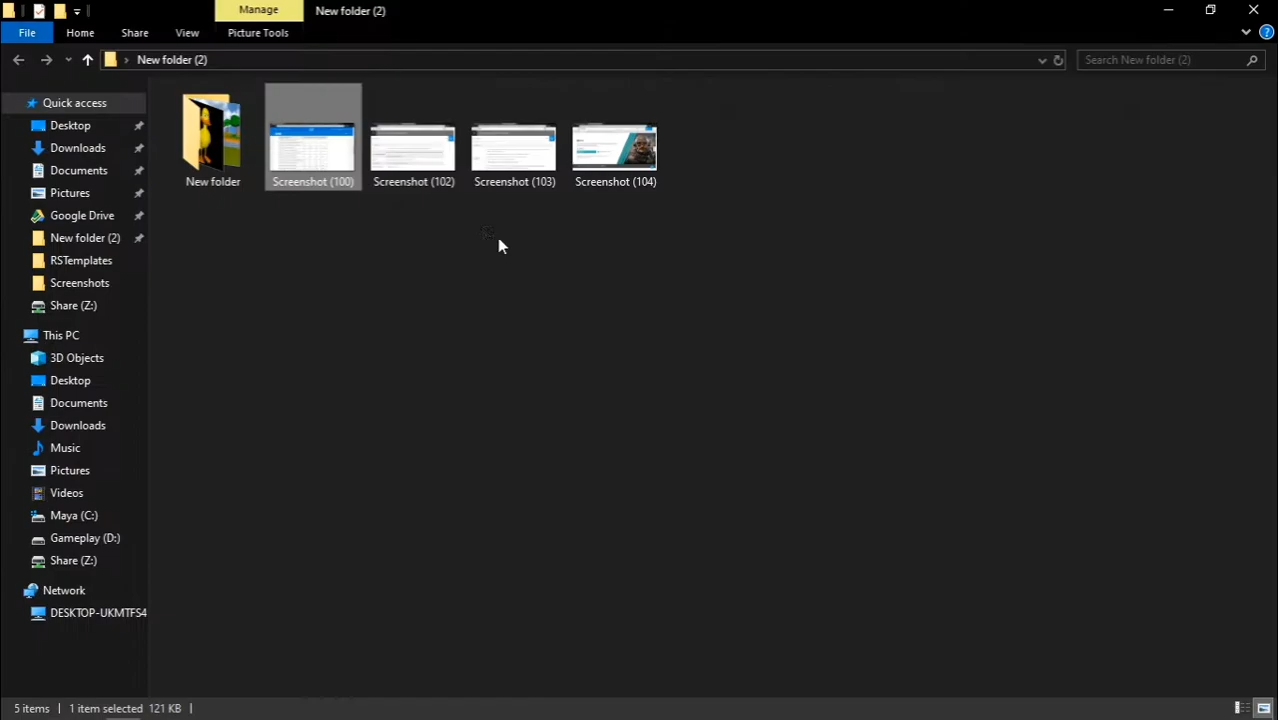 Manage
New folder (2)
File
Home
Share
View
Picture Tools
New folder (2)
Search New folder (2)
Quick access
Desktop
Downloads
Documents
Pictures
Google Drive
New folder (2)
RSTemplates
Screenshots
Share (Z:)
This PC
3D Objects
Desktop
Documents
Downloads
Music
Pictures
Videos
Maya (C:)
Gameplay (D:)
Share (Z:)
Network
DESKTOP-UKMTFS4
New folder
Screenshot (100)
Screenshot (102)
Screenshot (103)
Screenshot (104)
5 items
1 item selected 121 KB